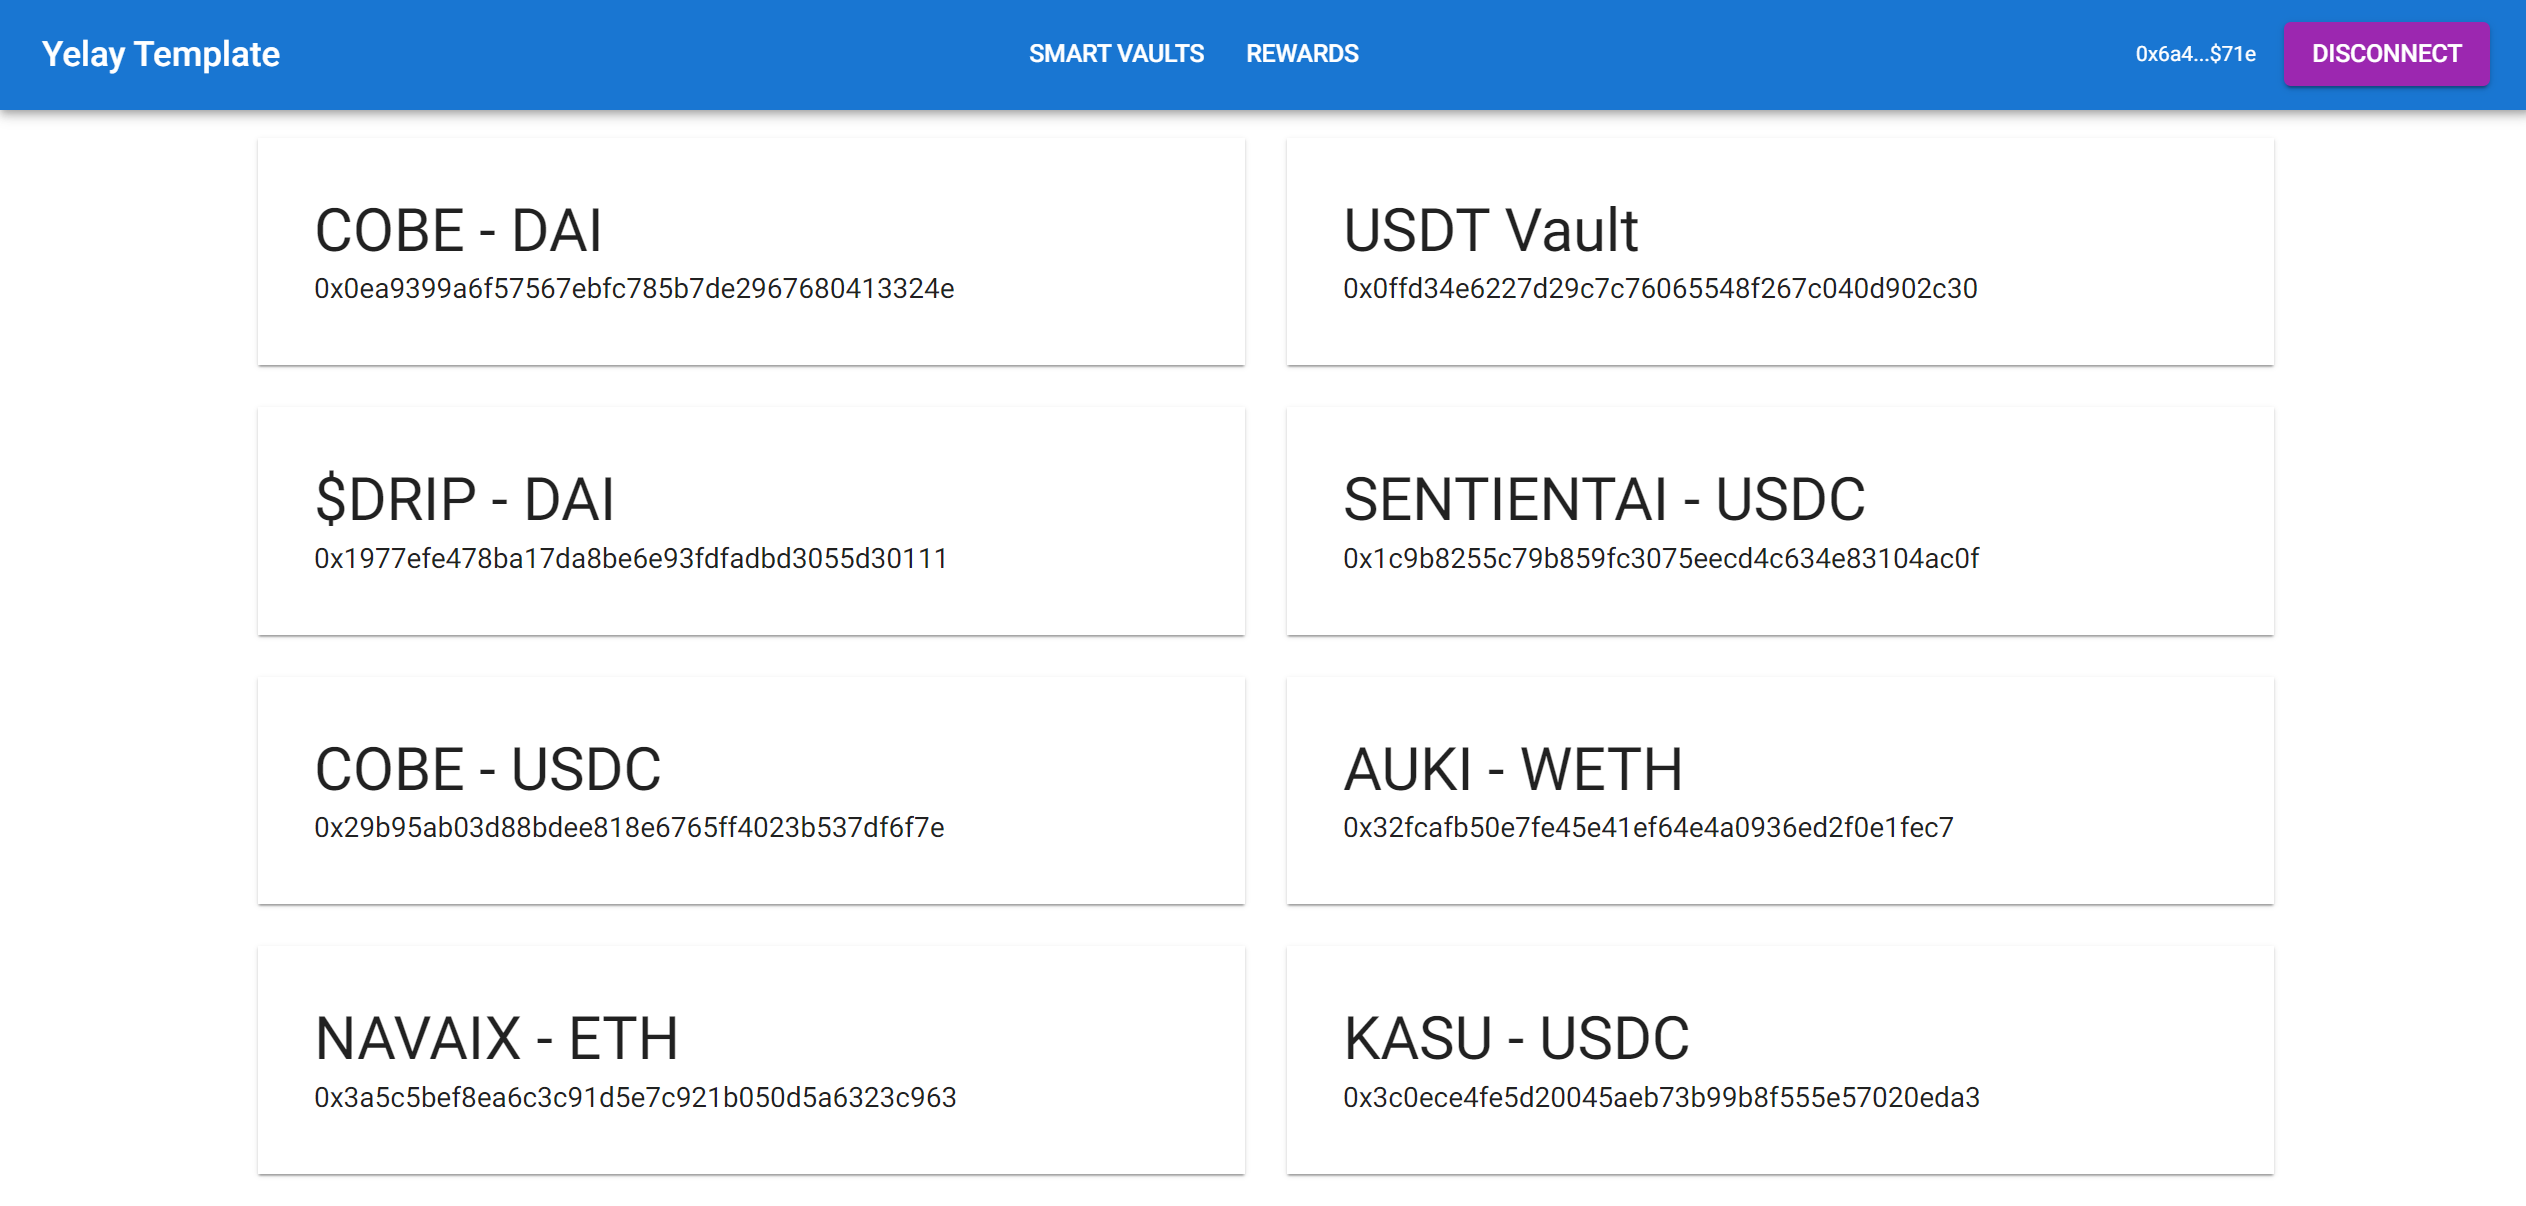 Yelay Template
SMART VAULTS REWARDS
0x6a4...$71e DISCONNECT
COBE - DAI
0x0ea9399a6f57567ebfc785b7de2967680413324e
USDT Vault
0x0ffd34e6227d29c7c76065548f267c040d902c30
$DRIP - DAI
0x1977efe478ba17da8be6e93fdfadbd3055d30111
SENTIENTAI - USDC
0x1c9b8255c79b859fc3075eecd4c634e83104ac0f
COBE - USDC
0x29b95ab03d88bdee818e6765ff4023b537df6f7e
AUKI - WETH
0x32fcafb50e7fe45e41ef64e4a0936ed2f0e1fec7
NAVAIX - ETH
0x3a5c5bef8ea6c3c91d5e7c921b050d5a6323c963
KASU - USDC
0x3c0ece4fe5d20045aeb73b99b8f555e57020eda3